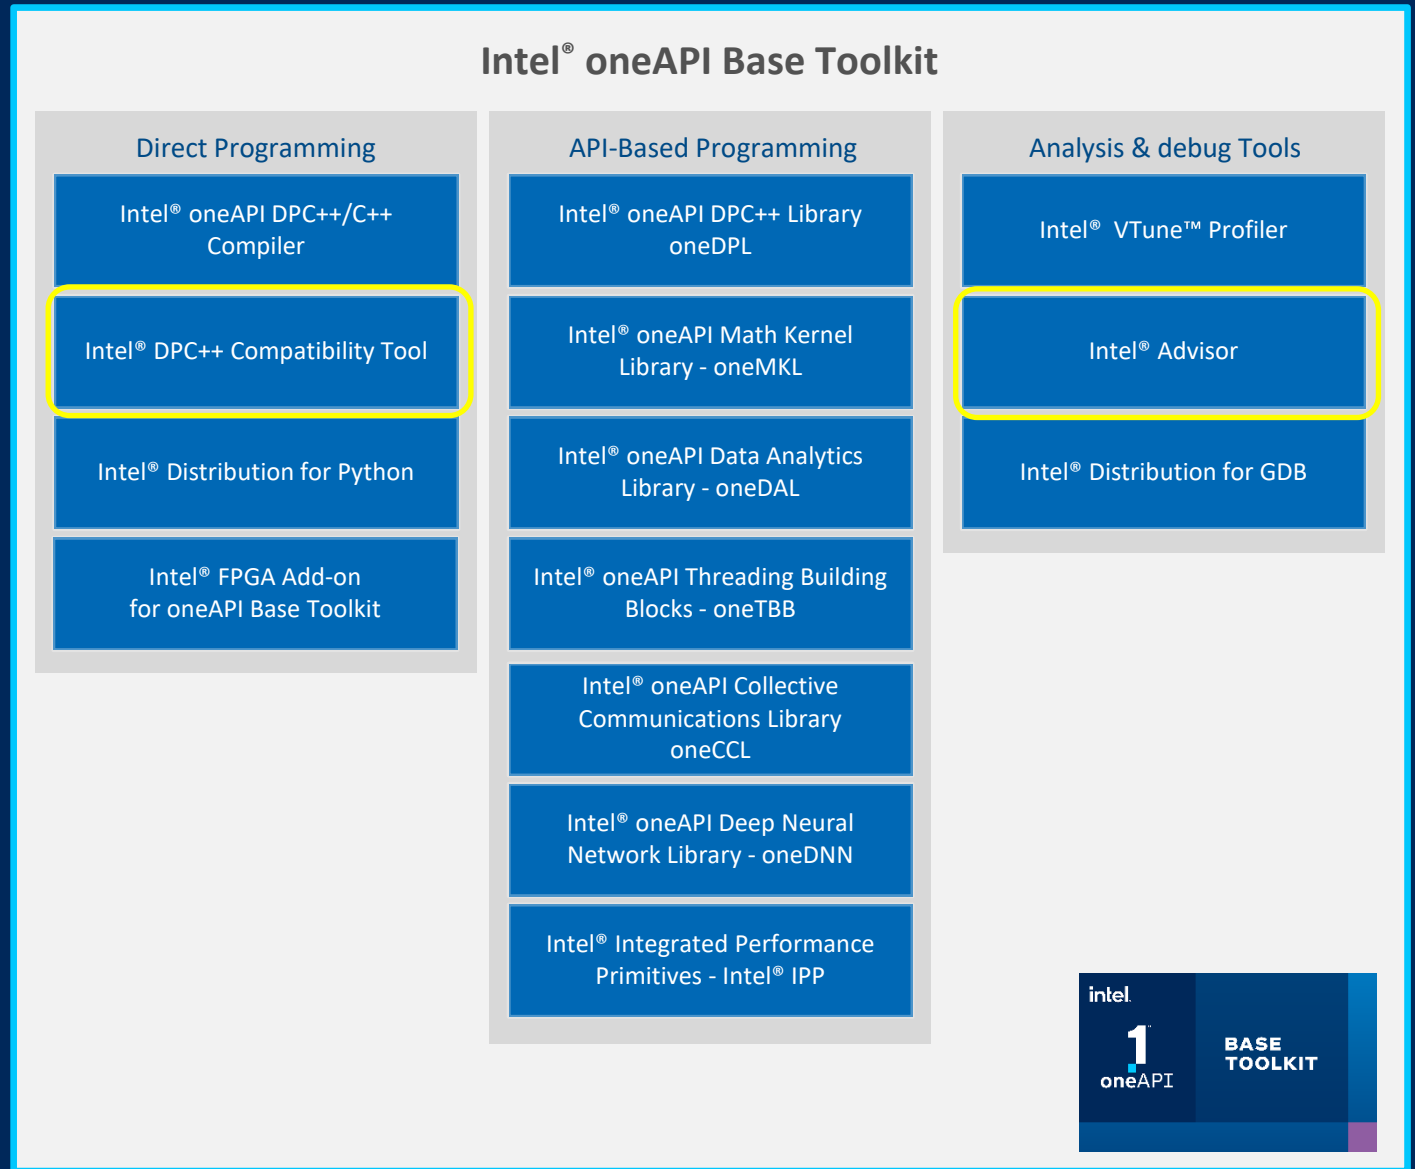 Intel® oneAPI Base Toolkit
Direct Programming
Intel® oneAPI DPC++/C++
Compiler
Intel® DPC++ Compatibility Tool
Intel® Distribution for Python
Intel® FPGA Add-on
for oneAPI Base Toolkit
API-Based Programming
Intel® oneAPI DPC++ Library
oneDPL
Intel® oneAPI Math Kernel
Library - oneMKL
Intel® oneAPI Data Analytics
Library - oneDAL
Intel® oneAPI Threading Building
Blocks - oneTBB
Intel® oneAPI Collective
Communications Library
oneCCL
Intel® oneAPI Deep Neural
Network Library - oneDNN
Intel® Integrated Performance
Primitives - Intel® IPP
Analysis & debug Tools
Intel® VTune™ Profiler
Intel® Advisor
Intel® Distribution for GDB
intel.
1™
oneAPI
BASE
TOOLKIT